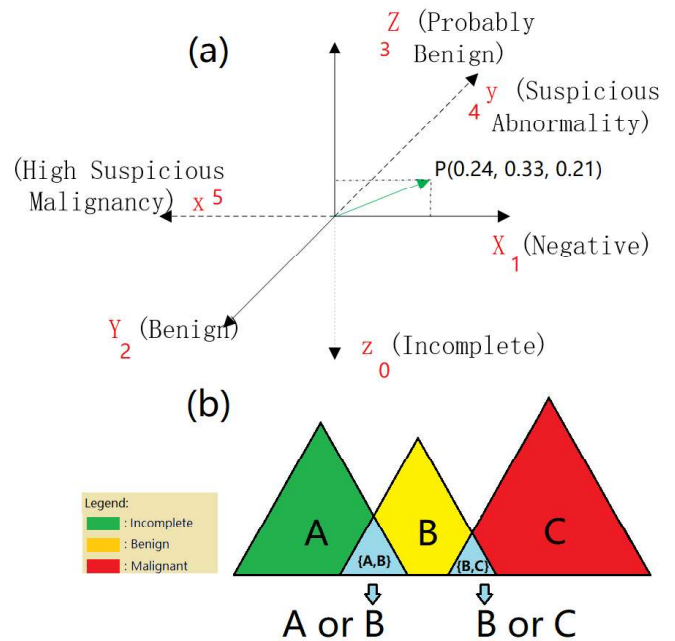 (a)
Z (Probably
3 Benign)
y (Suspicious
4 Abnormality)
(High Suspicious
Malignancy) x 5
P(0.24, 0.33, 0.21)
X 1 (Negative)
Y 2 (Benign)
z 0 (Incomplete)
(b)
Legend:
: Incomplete
: Benign
: Malignant
A
B
C
{A,B}
{B,C}
A or B
B or C